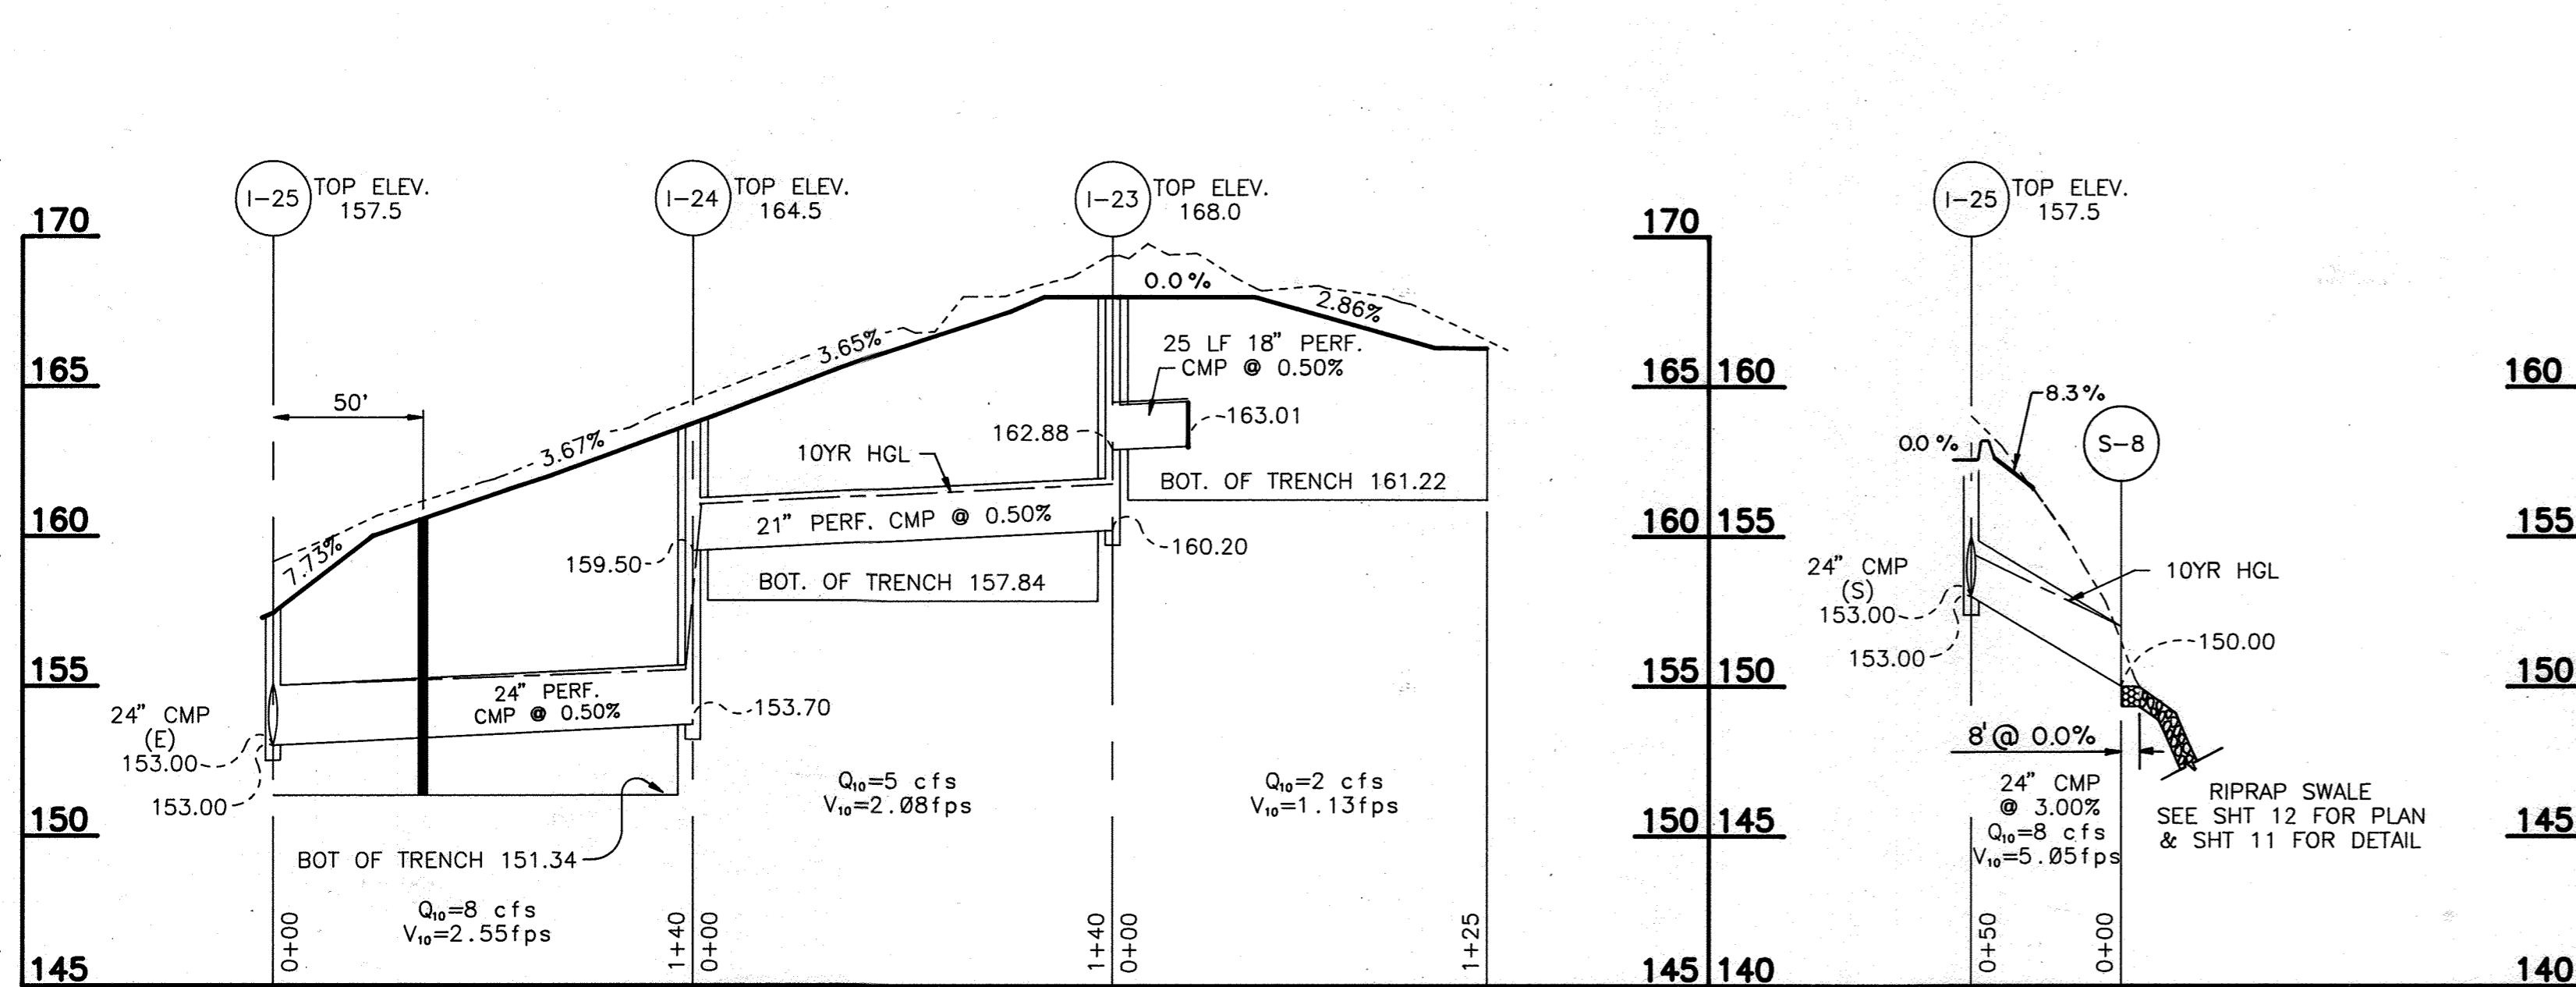 I-25
TOP ELEV.
157.5
I-24
TOP ELEV.
164.5
I-23
TOP ELEV.
168.0
170
165
160
155
150
145
50'
7.73%
3.67%
3.65%
0.0%
2.86%
25 LF 18" PERF.
CMP @ 0.50%
163.01
162.88
10YR HGL
BOT. OF TRENCH 161.22
21" PERF. CMP @ 0.50%
160.20
159.50
BOT. OF TRENCH 157.84
24" PERF.
CMP @ 0.50%
153.70
24" CMP
(E)
153.00
153.00
BOT OF TRENCH 151.34
Q₁₀=8 cfs
V₁₀=2.55fps
Q₁₀=5 cfs
V₁₀=2.08fps
Q₁₀=2 cfs
V₁₀=1.13fps
0+00
1+40
0+00
1+40
0+00
1+25
170
165 160
160 155
155 150
150 145
145 140
I-25
TOP ELEV.
157.5
8.3%
0.0%
S-8
24" CMP
(S)
153.00
153.00
10YR HGL
150.00
8' @ 0.0%
24" CMP
@ 3.00%
Q₁₀=8 cfs
V₁₀=5.05fps
RIPRAP SWALE
SEE SHT 12 FOR PLAN
& SHT 11 FOR DETAIL
0+50
0+00
160
155
150
145
140